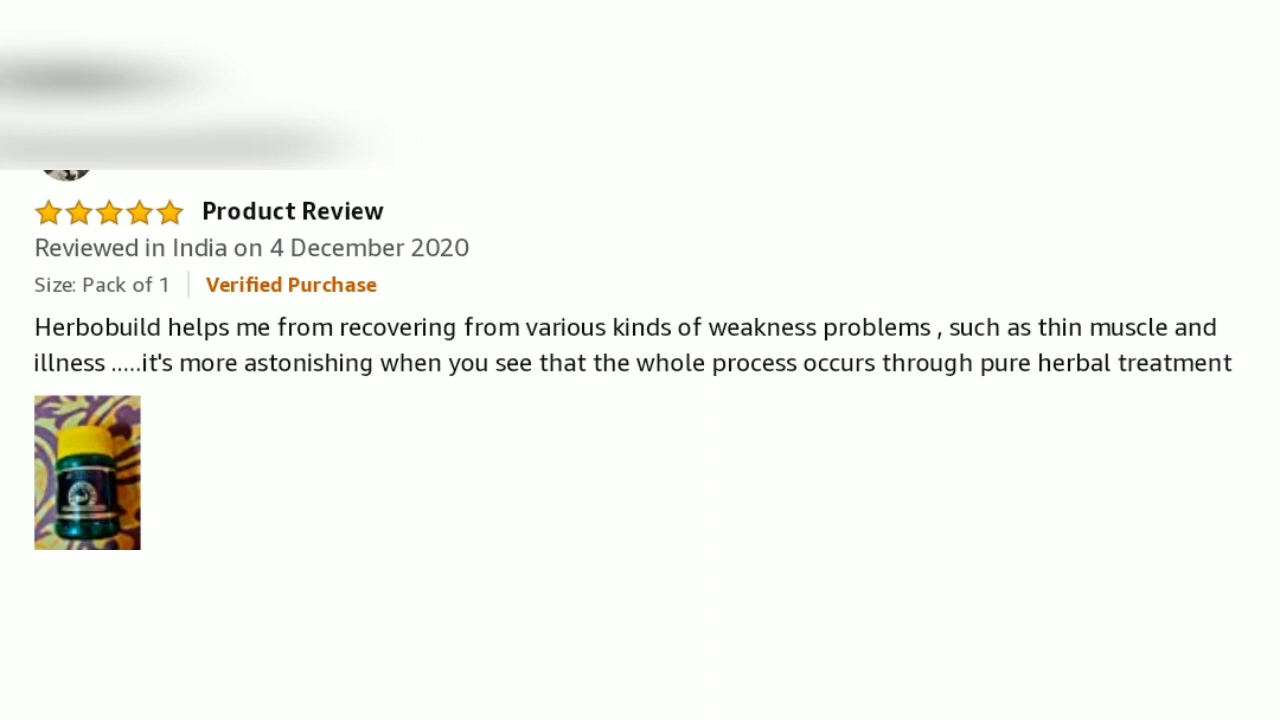 Product Review
Reviewed in India on 4 December 2020
Size: Pack of 1 Verified Purchase
Herbobuild helps me from recovering from various kinds of weakness problems , such as thin muscle and
illness .....it's more astonishing when you see that the whole process occurs through pure herbal treatment